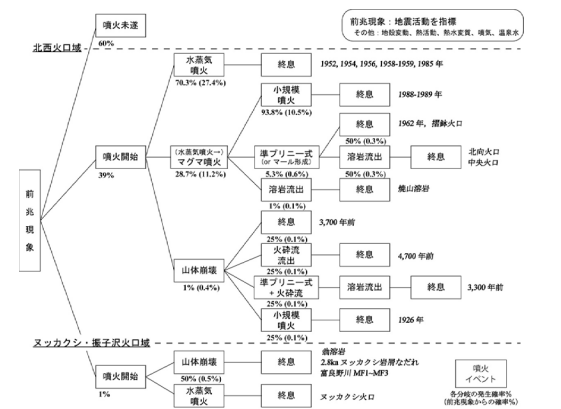 前兆現象：地震活動を指標
その他：地殻変動、熱活動、熱水変質、噴気、温泉水
噴火未遂
60%
北西火口域
水蒸気
噴火
70.3% (27.4%)
終息
1952, 1954, 1956, 1958-1959, 1985 年
小規模
噴火
93.8% (10.5%)
終息
1988-1989 年
噴火開始
39%
(水蒸気噴火→)
マグマ噴火
28.7% (11.2%)
準プリニー式
(or マール形成)
5.3% (0.6%)
終息
50% (0.3%)
1962 年, 摺鉢火口
溶岩流出
50% (0.3%)
終息
北向火口
中央火口
溶岩流出
1% (0.1%)
終息
焼山溶岩
前兆現象
山体崩壊
1% (0.4%)
終息
25% (0.1%)
3,700 年前
火砕流
流出
25% (0.1%)
終息
4,700 年前
準プリニー式
+ 火砕流
25% (0.1%)
溶岩流出
終息
3,300 年前
小規模
噴火
25% (0.1%)
終息
1926 年
ヌッカクシ・振子沢火口域
噴火開始
1%
山体崩壊
50% (0.5%)
終息
翁溶岩
2.8ka ヌッカクシ岩屑なだれ
富良野川 MF1~MF3
水蒸気
噴火
終息
ヌッカクシ火口
噴火
イベント
各分岐の発生確率%
(前兆現象からの確率%)